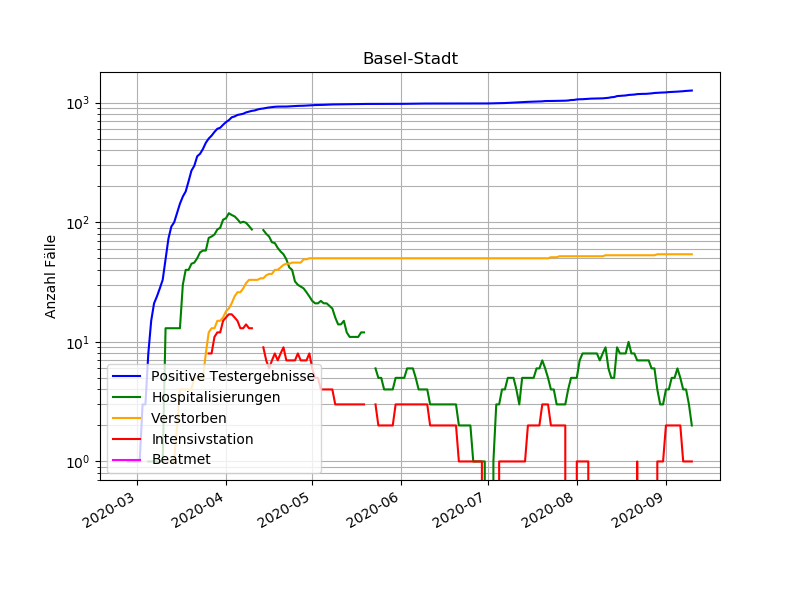 Basel-Stadt
Anzahl Fälle
10³
10²
10¹
10⁰
Positive Testergebnisse
Hospitalisierungen
Verstorben
Intensivstation
Beatmet
2020-03
2020-04
2020-05
2020-06
2020-07
2020-08
2020-09